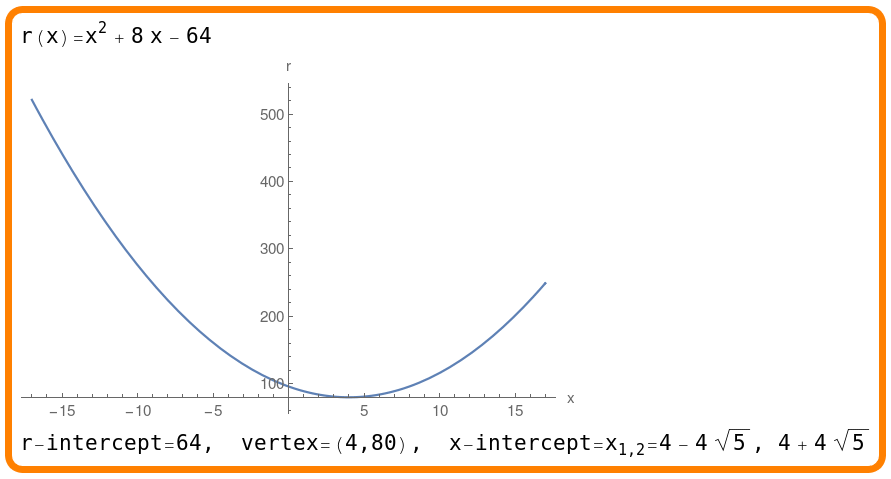 r(x)=x² + 8 x − 64
r
500
400
300
200
100
−15 −10 −5 5 10 15 x
r−intercept=64, vertex=(4,80), x−intercept=x₁,₂=4 − 4 √5, 4 + 4 √5